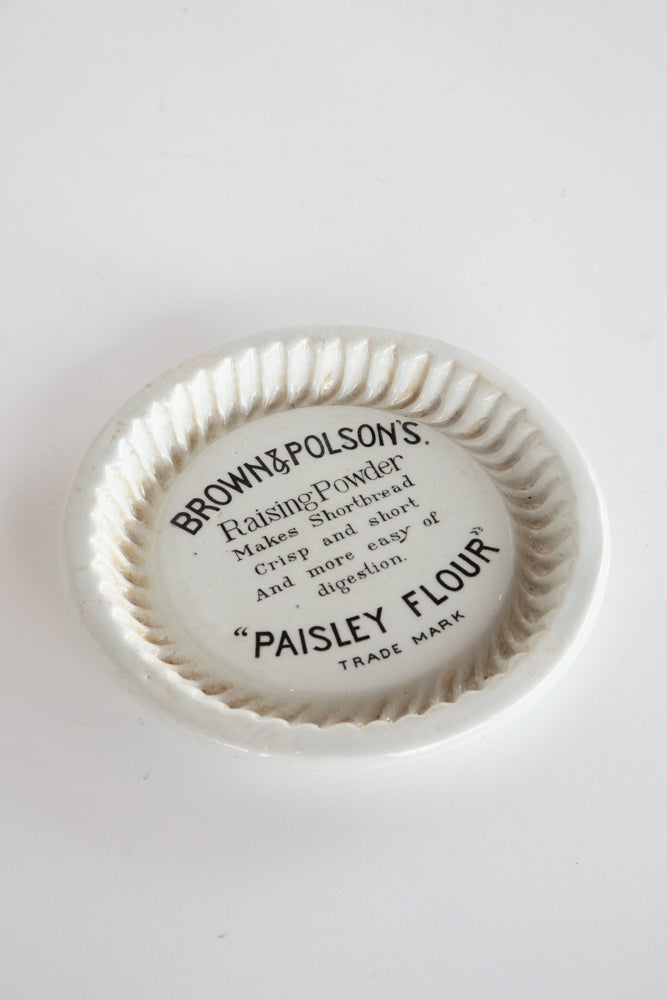 BROWN & POLSON'S.
Raising Powder
Makes Shortbread
Crisp and short
And more easy of
digestion.
"PAISLEY FLOUR"
TRADE MARK